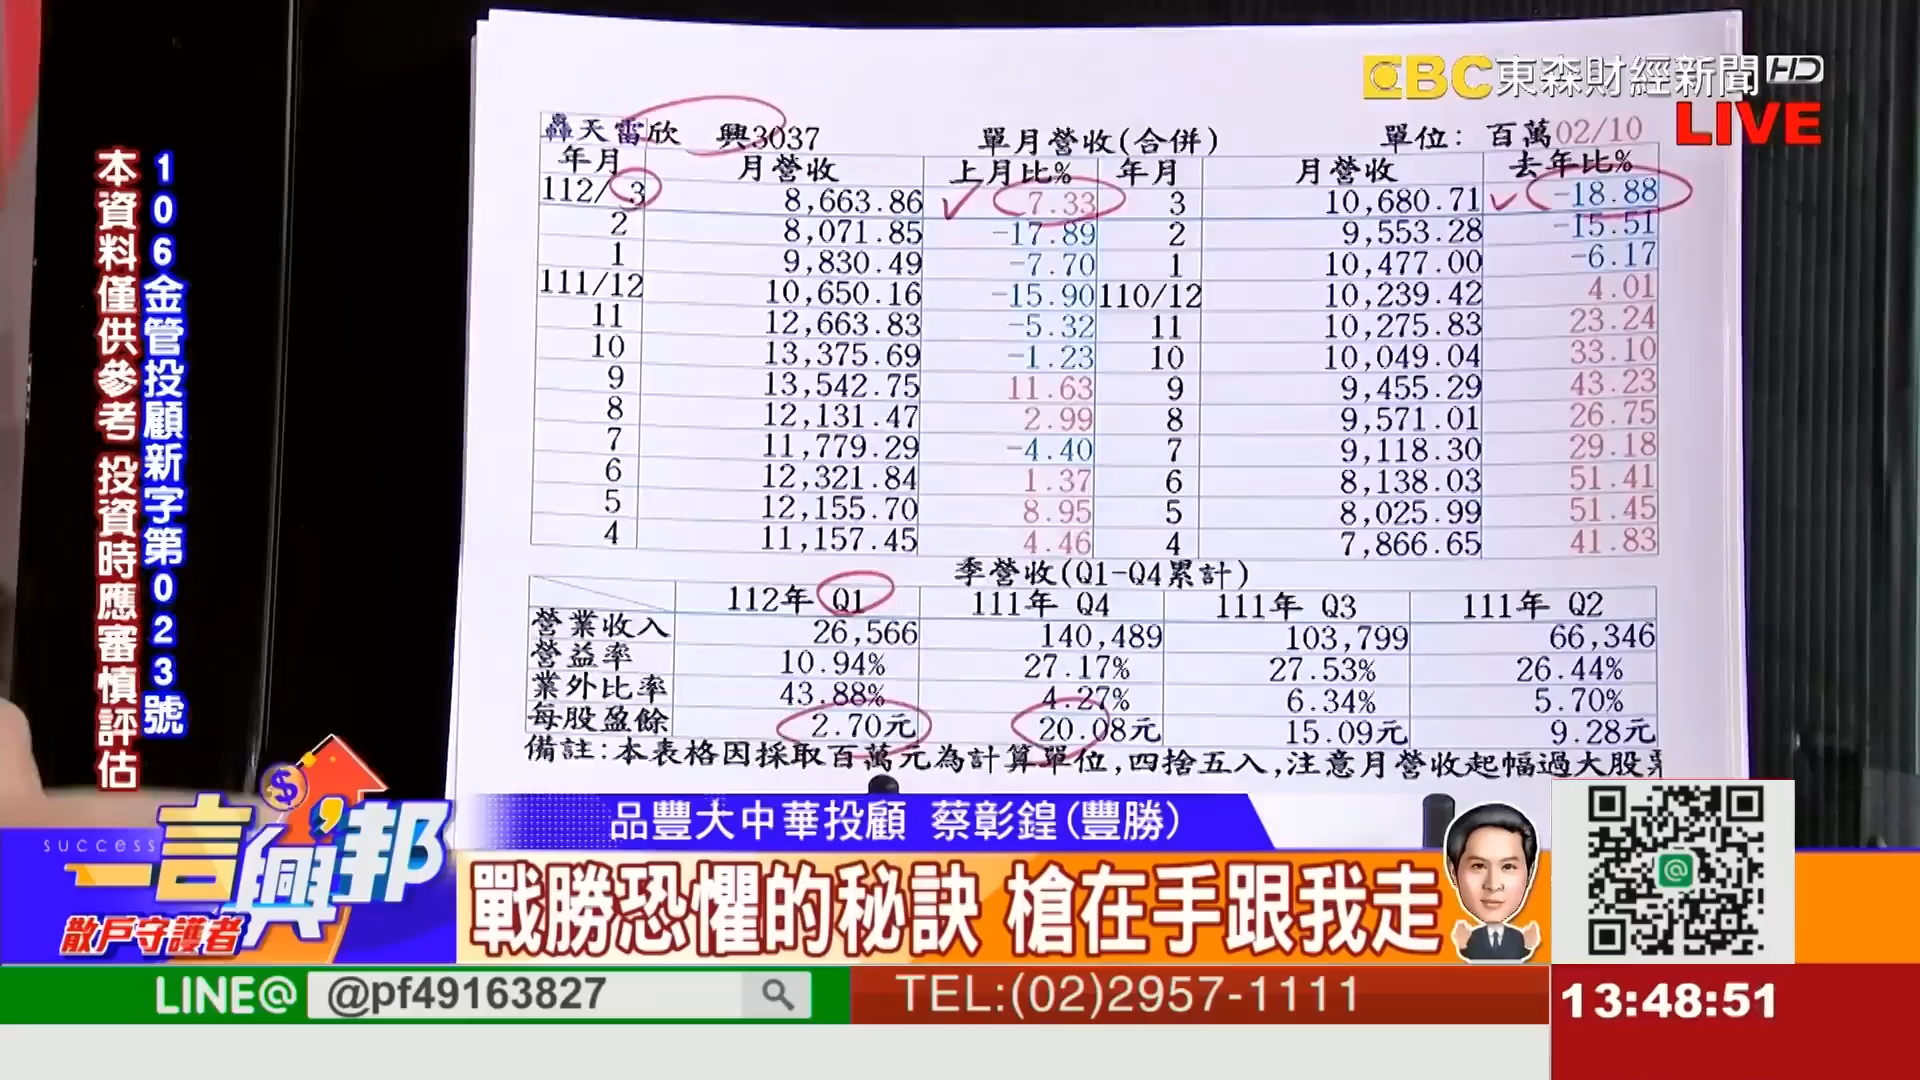 EBC東森財經新聞HD
LIVE
106金管投顧新字第023號
本資料僅供參考 投資時應審慎評估
轟天雷欣 興3037 單月營收(合併) 單位: 百萬02/10
年月 月營收 上月比% 年月 月營收 去年比%
112/3 8,663.86 7.33 3 10,680.71 -18.88
2 8,071.85 -17.89 2 9,553.28 -15.51
1 9,830.49 -7.70 1 10,477.00 -6.17
111/12 10,650.16 -15.90 110/12 10,239.42 4.01
11 12,663.83 -5.32 11 10,275.83 23.24
10 13,375.69 -1.23 10 10,049.04 33.10
9 13,542.75 11.63 9 9,455.29 43.23
8 12,131.47 2.99 8 9,571.01 26.75
7 11,779.29 -4.40 7 9,118.30 29.18
6 12,321.84 1.37 6 8,138.03 51.41
5 12,155.70 8.95 5 8,025.99 51.45
4 11,157.45 4.46 4 7,866.65 41.83
季營收(Q1-Q4累計)
112年 Q1 111年 Q4 111年 Q3 111年 Q2
營業收入 26,566 140,489 103,799 66,346
營益率 10.94% 27.17% 27.53% 26.44%
業外比率 43.88% 4.27% 6.34% 5.70%
每股盈餘 2.70元 20.08元 15.09元 9.28元
備註:本表格因採取百萬元為計算單位,四捨五入,注意月營收起幅過大股
success
一言興邦
散戶守護者
品豐大中華投顧 蔡彰鍠(豐勝)
戰勝恐懼的秘訣 槍在手跟我走
LINE@ @pf49163827 TEL:(02)2957-1111
13:48:51